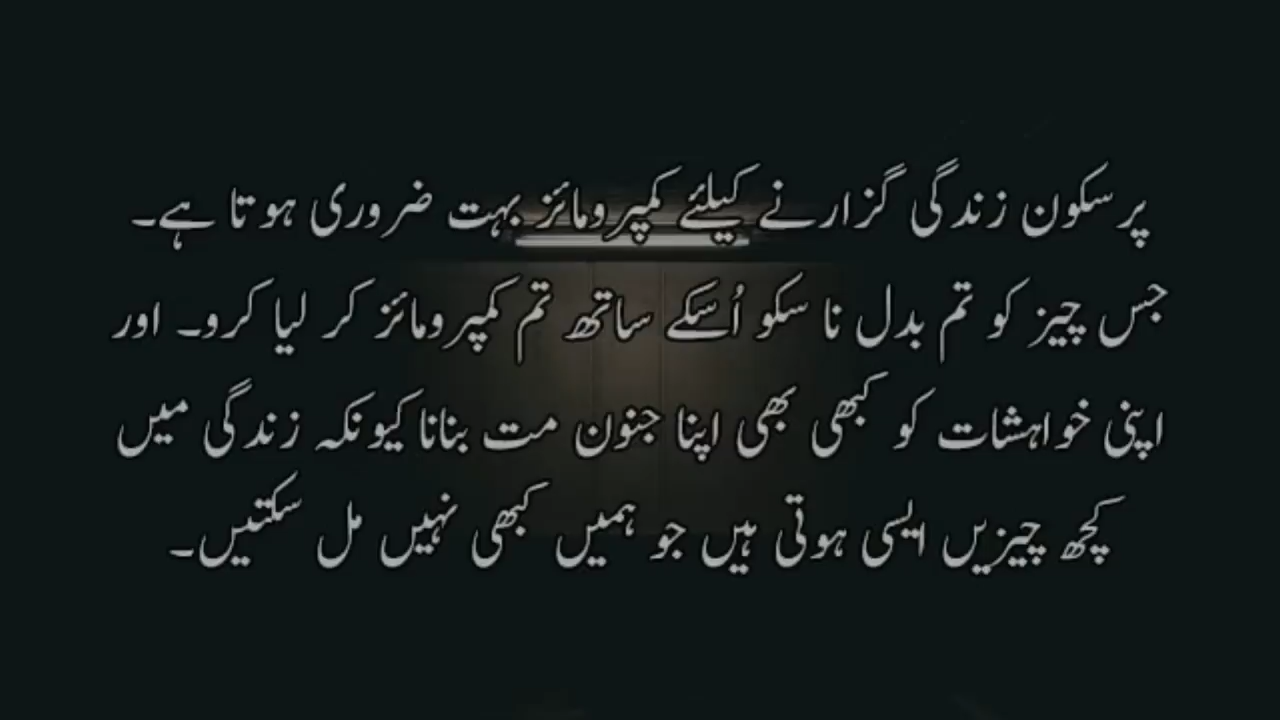 پرسکون زندگی گزارنے کیلئے کمپرومائز بہت ضروری ہوتا ہے۔
جس چیز کو تم بدل نا سکو اُسکے ساتھ تم کمپرومائز کر لیا کرو۔ اور
اپنی خواہشات کو کبھی بھی اپنا جنون مت بنانا کیونکہ زندگی میں
کچھ چیزیں ایسی ہوتی ہیں جو ہمیں کبھی نہیں مل سکتیں۔